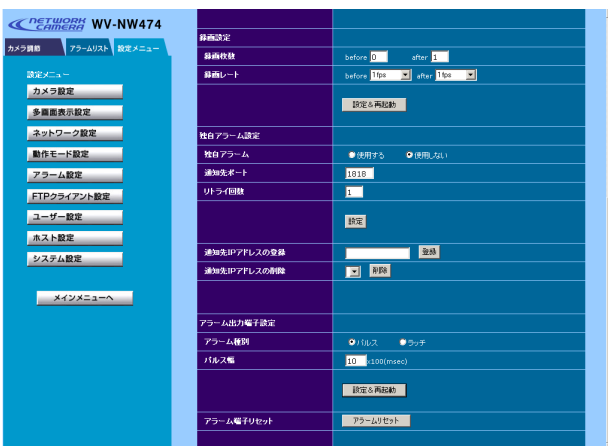 NETWORK CAMERA WV-NW474
カメラ調節 アラームリスト 設定メニュー
設定メニュー
カメラ設定
多画面表示設定
ネットワーク設定
動作モード設定
アラーム設定
FTPクライアント設定
ユーザー設定
ホスト設定
システム設定
メインメニューへ
録画設定
録画枚数 before 0 after 1
録画レート before 1fps after 1fps
設定&再起動
独自アラーム設定
独自アラーム 使用する 使用しない
通知先ポート 1818
リトライ回数 1
設定
通知先IPアドレスの登録 登録
通知先IPアドレスの削除 削除
アラーム出力端子設定
アラーム種別 パルス ラッチ
パルス幅 10 x100(msec)
設定&再起動
アラーム端子リセット アラームリセット